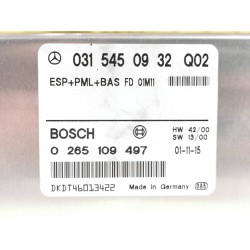 031 545 09 32 Q02
ESP+PML+BAS FD 01M11
BOSCH HW 42/00
SW 13/00
0 265 109 497 01-11-15
DKDT46013422 Made in Germany